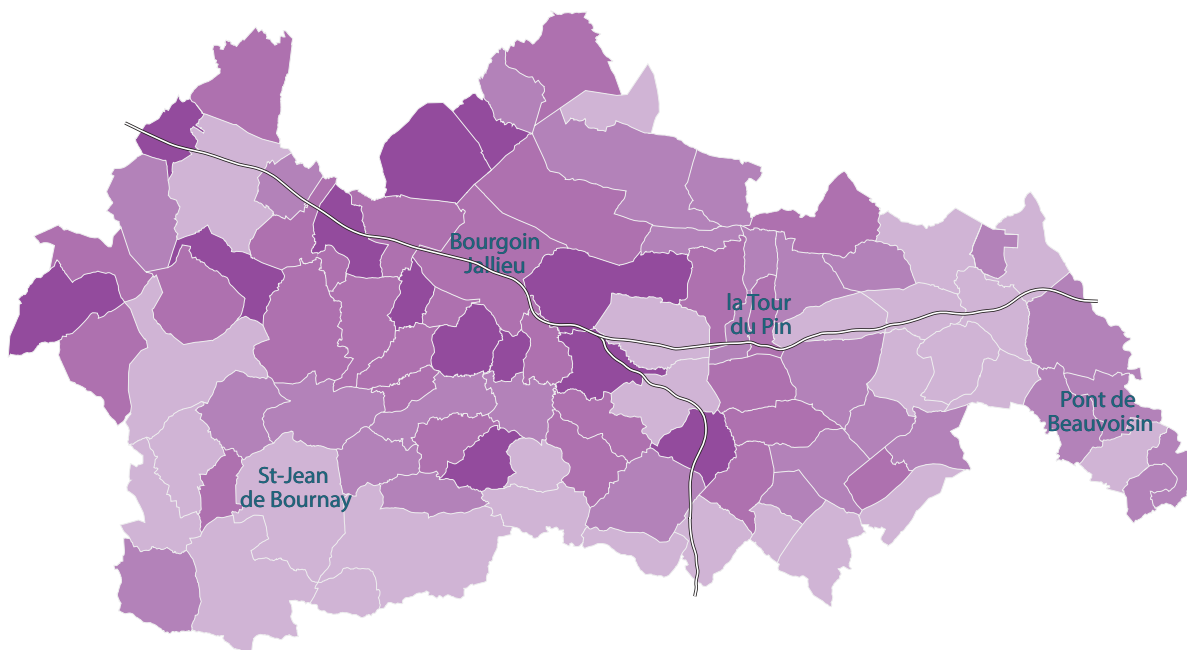 Bourgoin
Jallieu
la Tour
du Pin
Pont de
Beauvoisin
St-Jean
de Bournay